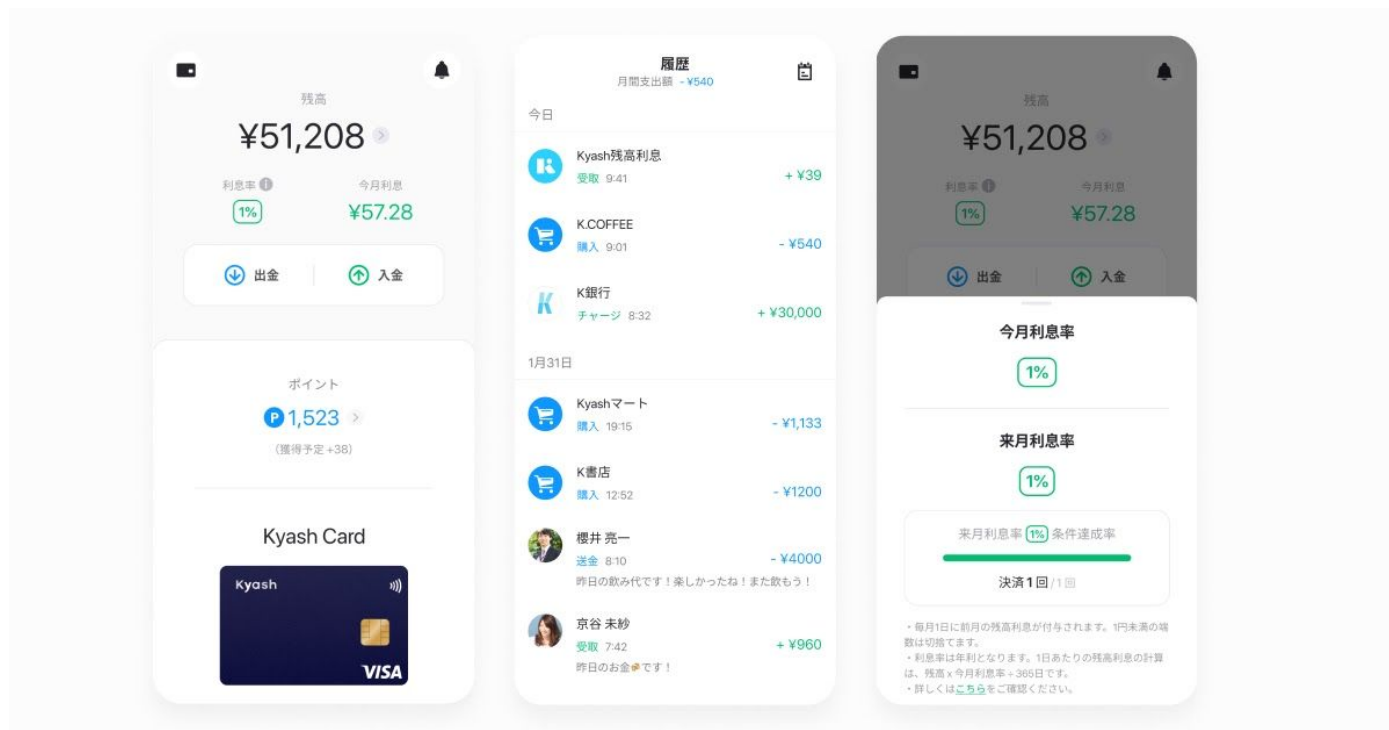 残高
¥51,208
利息率
今月利息
1%
¥57.28
出金
入金
ポイント
P 1,523
(獲得予定 +38)
Kyash Card
Kyash
VISA
履歴
月間支出額 - ¥540
今日
Kyash残高利息
受取 9:41
+ ¥39
K.COFFEE
購入 9:01
- ¥540
K銀行
チャージ 8:32
+ ¥30,000
1月31日
Kyashマート
購入 19:15
- ¥1,133
K書店
購入 12:52
- ¥1200
櫻井 亮一
送金 8:10
- ¥4000
昨日の飲み代です!楽しかったね!また飲もう!
京谷 未紗
受取 7:42
+ ¥960
昨日のお金🥟です!
残高
¥51,208
利息率
今月利息
1%
¥57.28
出金
入金
今月利息率
1%
来月利息率
1%
来月利息率 1% 条件達成率
決済1回/1回
・毎月1日に前月の残高利息が付与されます。1円未満の端
数は切捨てます。
・利息率は年利となります。1日あたりの残高利息の計算
は、残高 x 今月利息率 ÷ 365日です。
・詳しくはこちらをご確認ください。